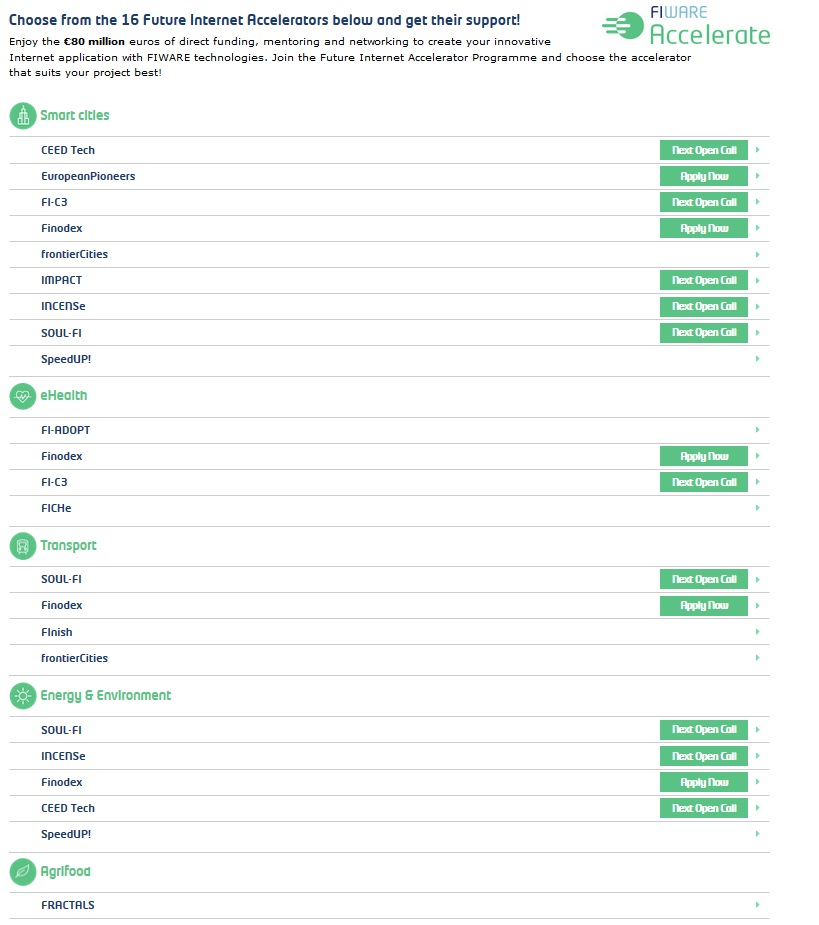 Choose from the 16 Future Internet Accelerators below and get their support!
FIWARE
Accelerate
Enjoy the €80 million euros of direct funding, mentoring and networking to create your innovative
Internet application with FIWARE technologies. Join the Future Internet Accelerator Programme and choose the accelerator
that suits your project best!
Smart cities
CEED Tech Next Open Call
EuropeanPioneers Apply Now
FI-C3 Next Open Call
Finodex Apply Now
frontierCities
IMPACT Next Open Call
INCENSe Next Open Call
SOUL-FI Next Open Call
SpeedUP!
eHealth
FI-ADOPT
Finodex Apply Now
FI-C3 Next Open Call
FICHe
Transport
SOUL-FI Next Open Call
Finodex Apply Now
FInish
frontierCities
Energy & Environment
SOUL-FI Next Open Call
INCENSe Next Open Call
Finodex Apply Now
CEED Tech Next Open Call
SpeedUP!
Agrifood
FRACTALS